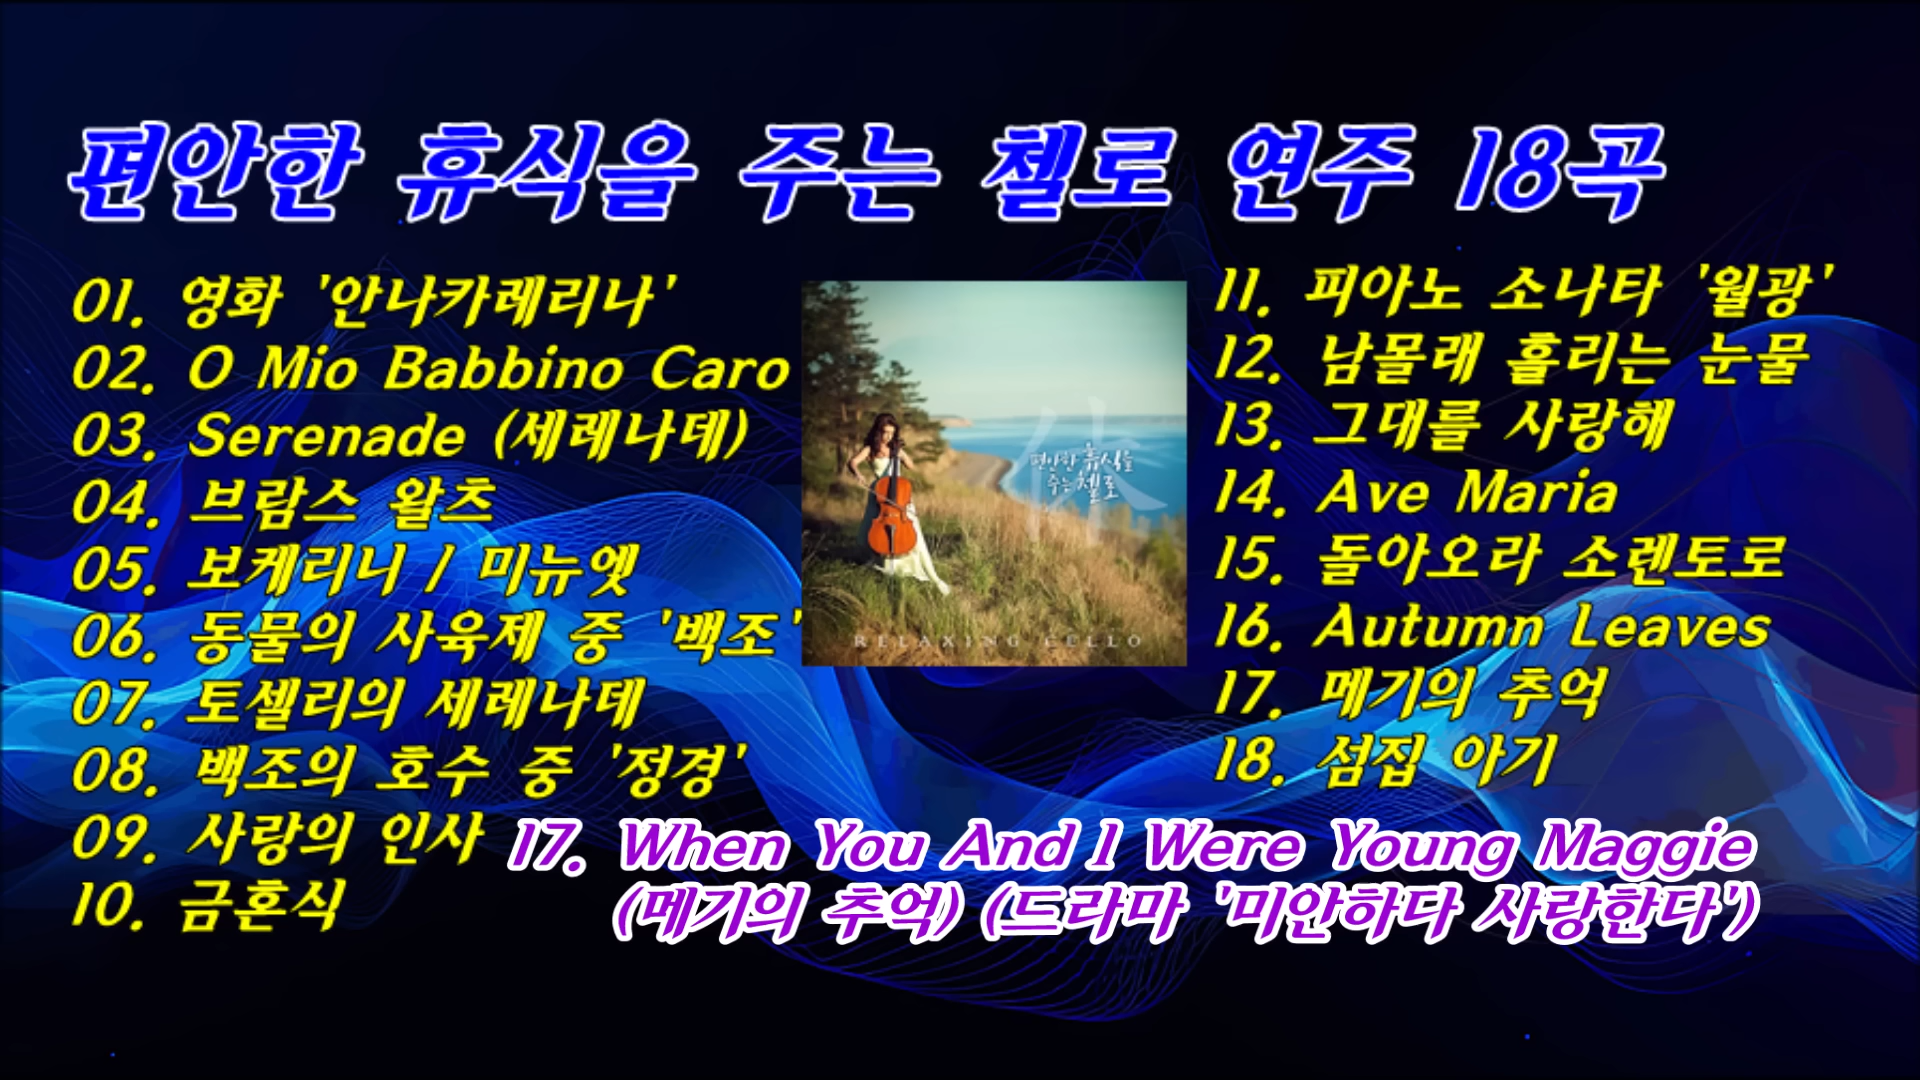 편안한 휴식을 주는 첼로 연주 18곡
01. 영화 '안나카레리나'
02. O Mio Babbino Caro
03. Serenade (세레나데)
04. 브람스 왈츠
05. 보케리니 / 미뉴엣
06. 동물의 사육제 중 '백조'
07. 토셀리의 세레나데
08. 백조의 호수 중 '정경'
09. 사랑의 인사
10. 금혼식
편안한 휴식을
주는 첼로
休
RELAXING CELLO
11. 피아노 소나타 '월광'
12. 남몰래 흘리는 눈물
13. 그대를 사랑해
14. Ave Maria
15. 돌아오라 소렌토로
16. Autumn Leaves
17. 메기의 추억
18. 섬집 아기
17. When You And I Were Young Maggie
(메기의 추억) (드라마 '미안하다 사랑한다')